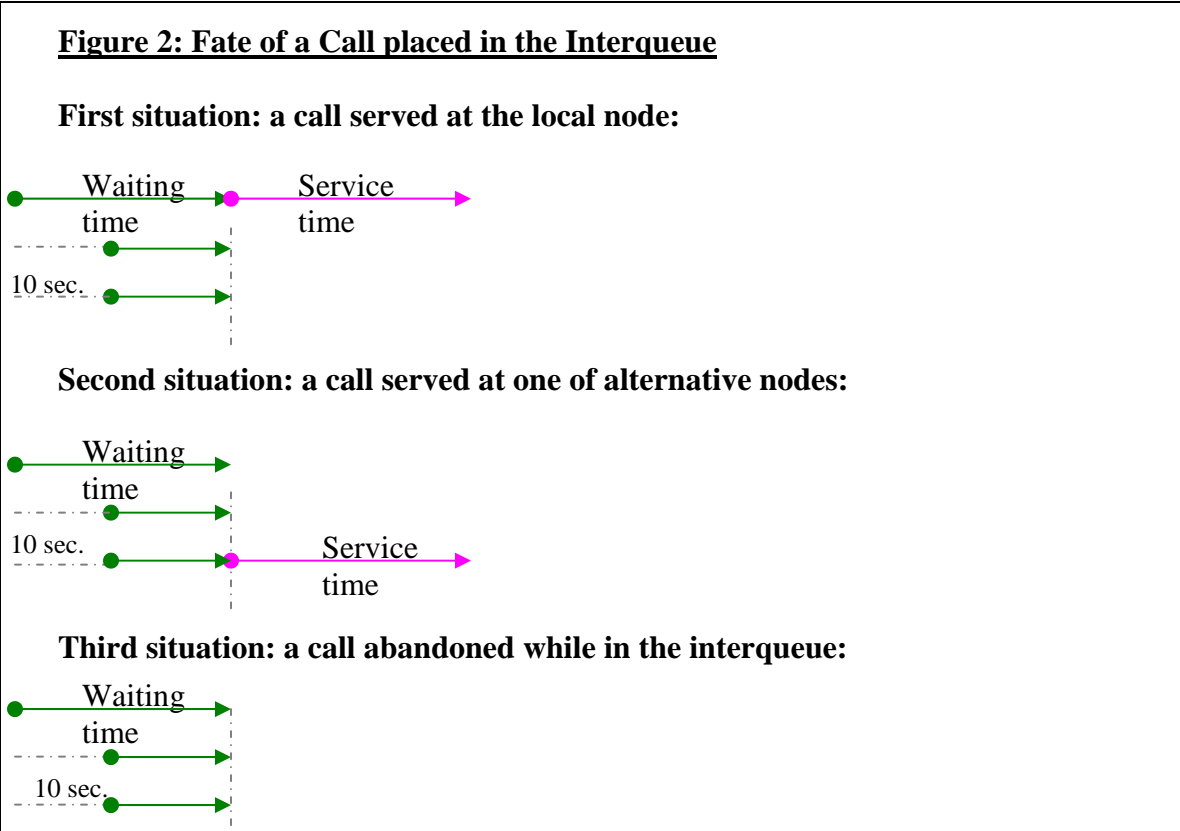 Figure 2: Fate of a Call placed in the Interqueue
First situation: a call served at the local node:
Waiting Service
time time
10 sec.
Second situation: a call served at one of alternative nodes:
Waiting
time
10 sec.
Service
time
Third situation: a call abandoned while in the interqueue:
Waiting
time
10 sec.